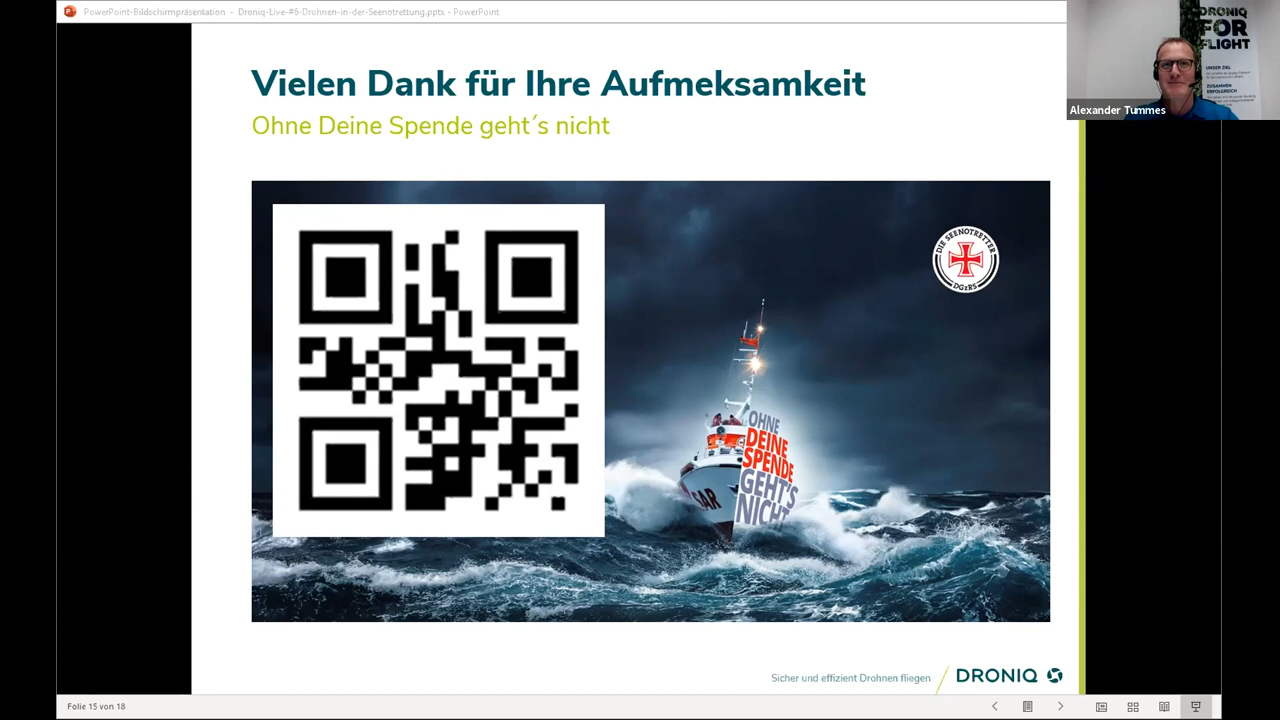 PowerPoint-Bildschirmpräsentation - Droniq-Live-#6-Drohnen-in-der-Seenotrettung.pptx - PowerPoint
DRONIQ
FOR
FLIGHT
UNSER ZIEL
ZUSAMMEN
ERFOLGREICH
Alexander Tummes
Vielen Dank für Ihre Aufmeksamkeit
Ohne Deine Spende geht´s nicht
DIE SEENOTRETTER
DGzRS
OHNE
DEINE
SPENDE
GEHT'S
NICHT
SAR
Sicher und effizient Drohnen fliegen
DRONIQ
Folie 15 von 18